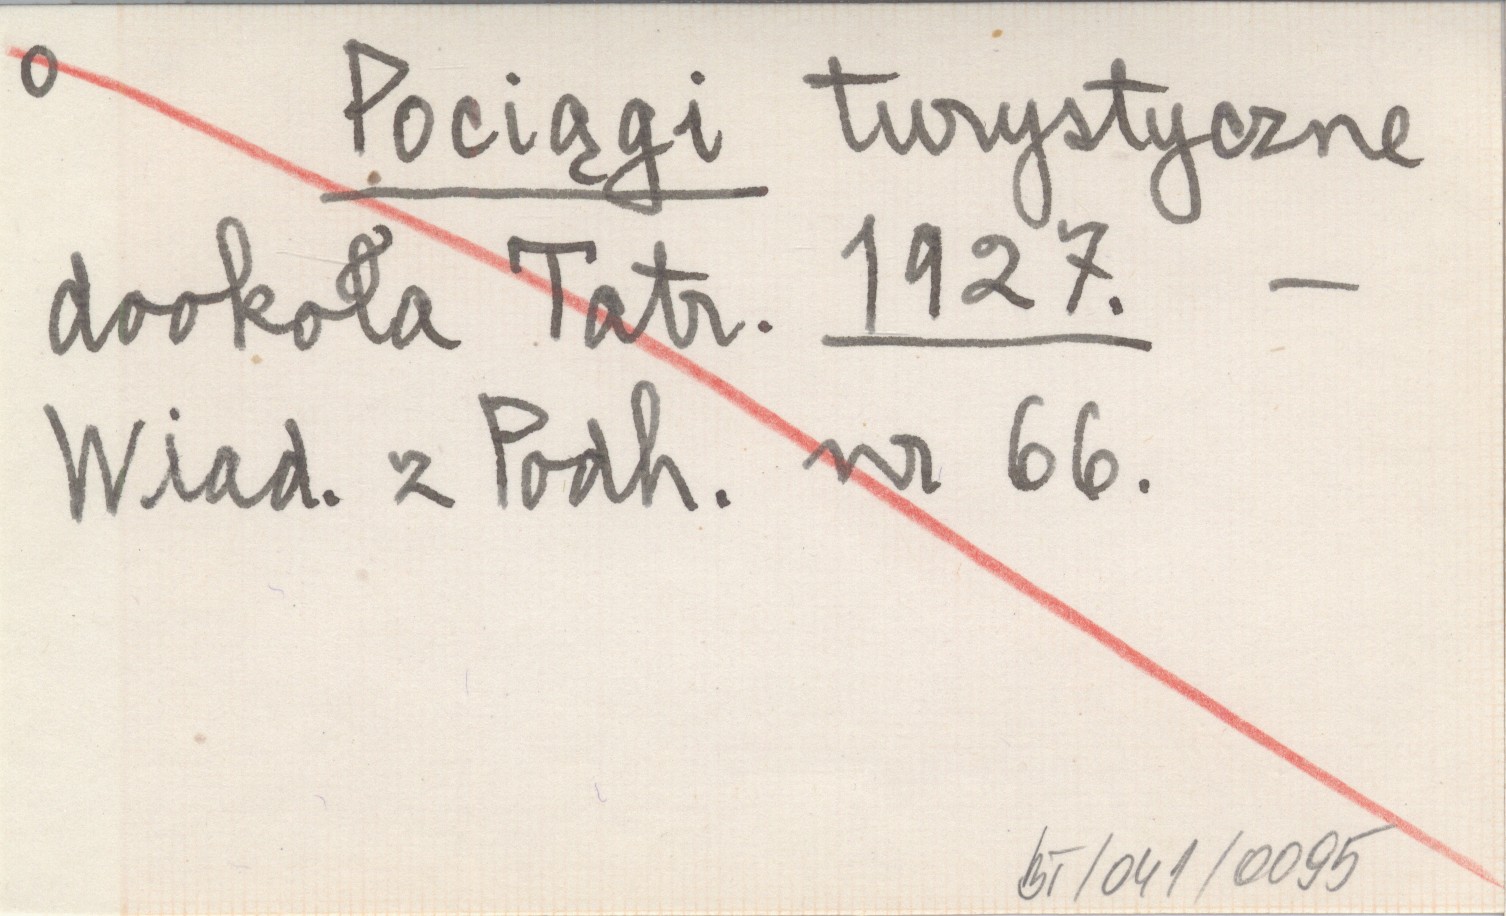 o Pociągi turystyczne
dookoła Tatr. 1927. —
Wiad. z Podh. nr 66.
BT/041/0095